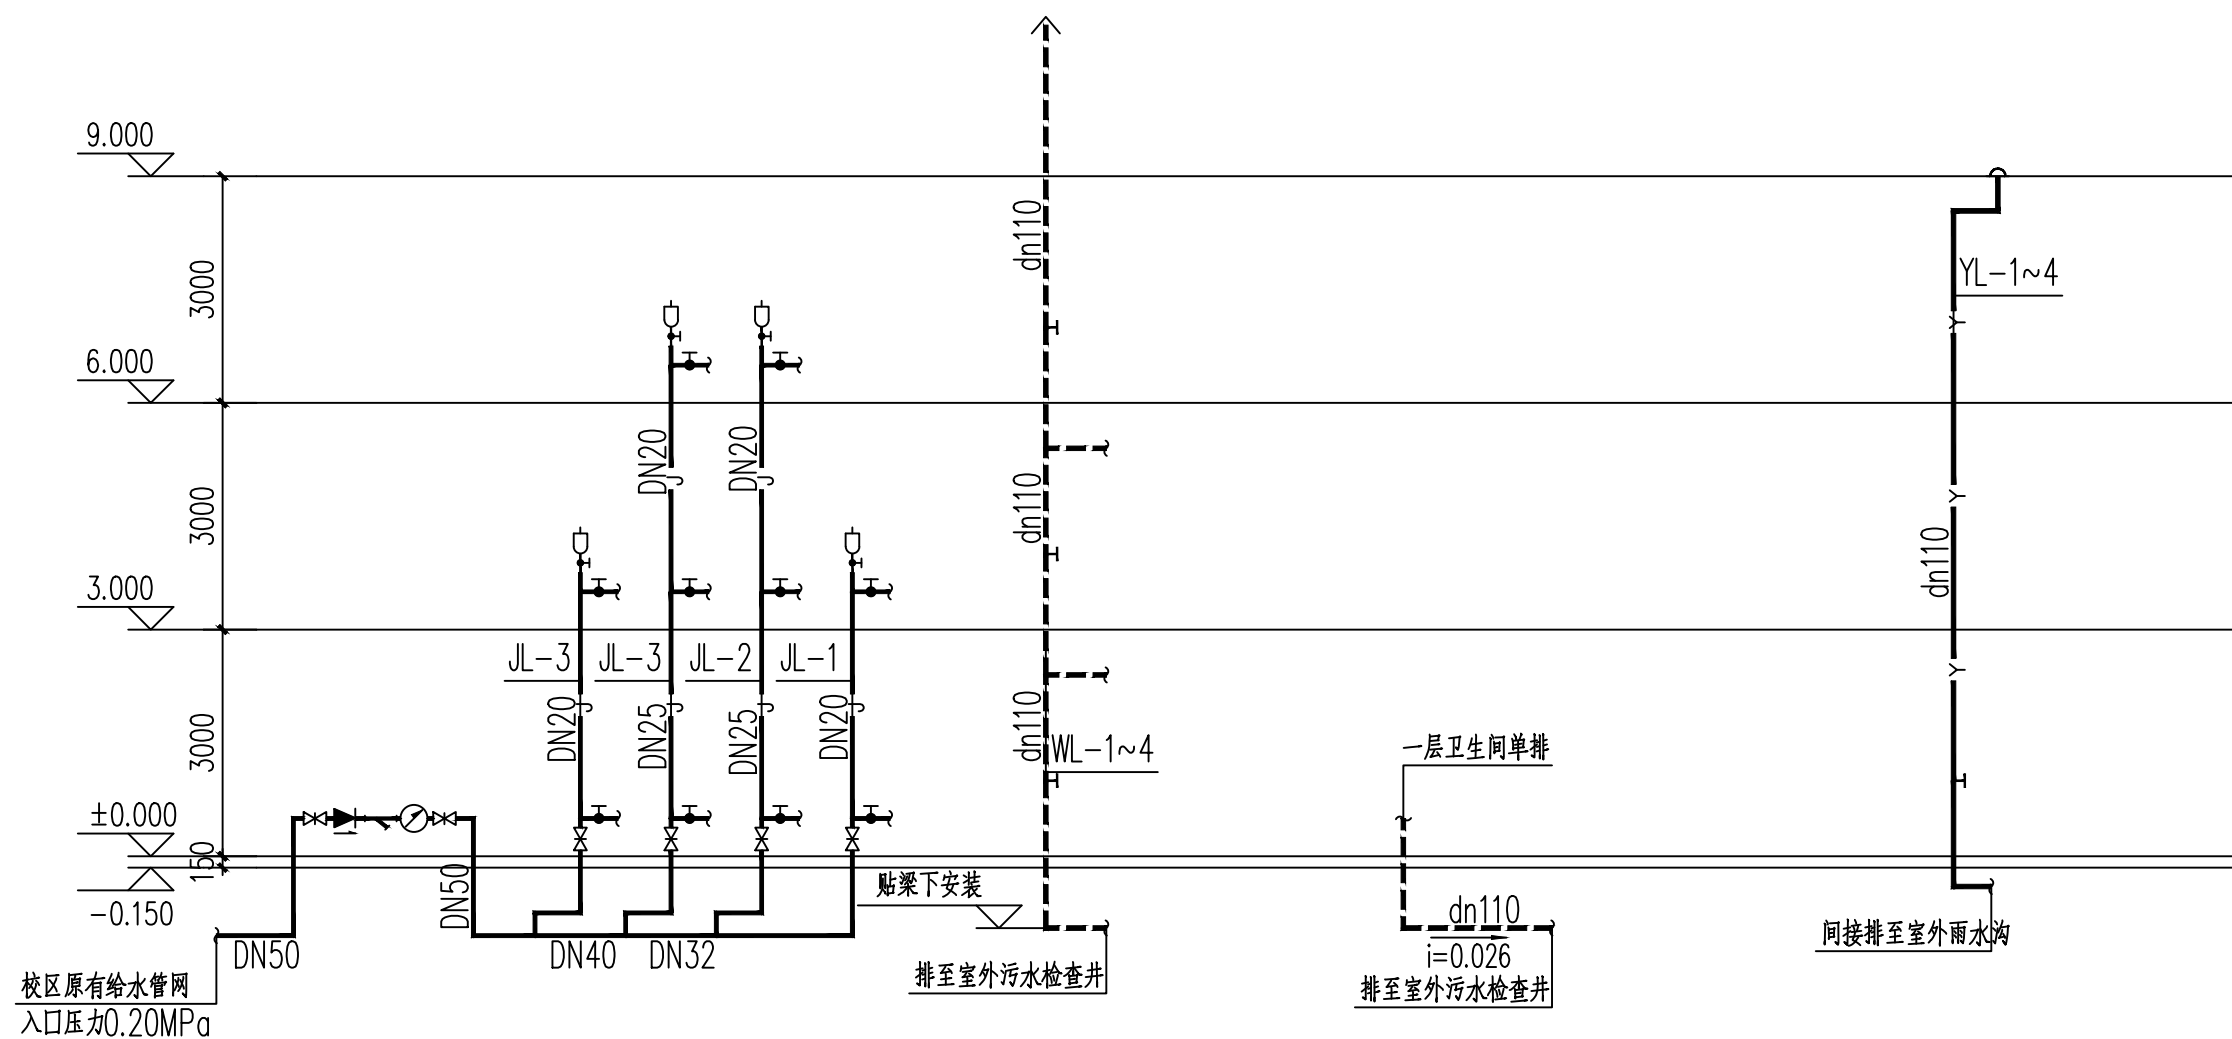 9.000
dn110
3000
YL-1~4
Y
6.000
DN20
J
DN20
J
dn110
3000
Y
dn110
3.000
JL-3
JL-3
JL-2
JL-1
Y
DN20
J
DN25
J
DN25
J
DN20
J
dn110
3000
WL-1~4
一层卫生间单排
±0.000
150
-0.150
DN50
贴梁下安装
dn110
i=0.026
DN50
DN40
DN32
间接排至室外雨水沟
排至室外污水检查井
排至室外污水检查井
校区原有给水管网
入口压力0.20MPa